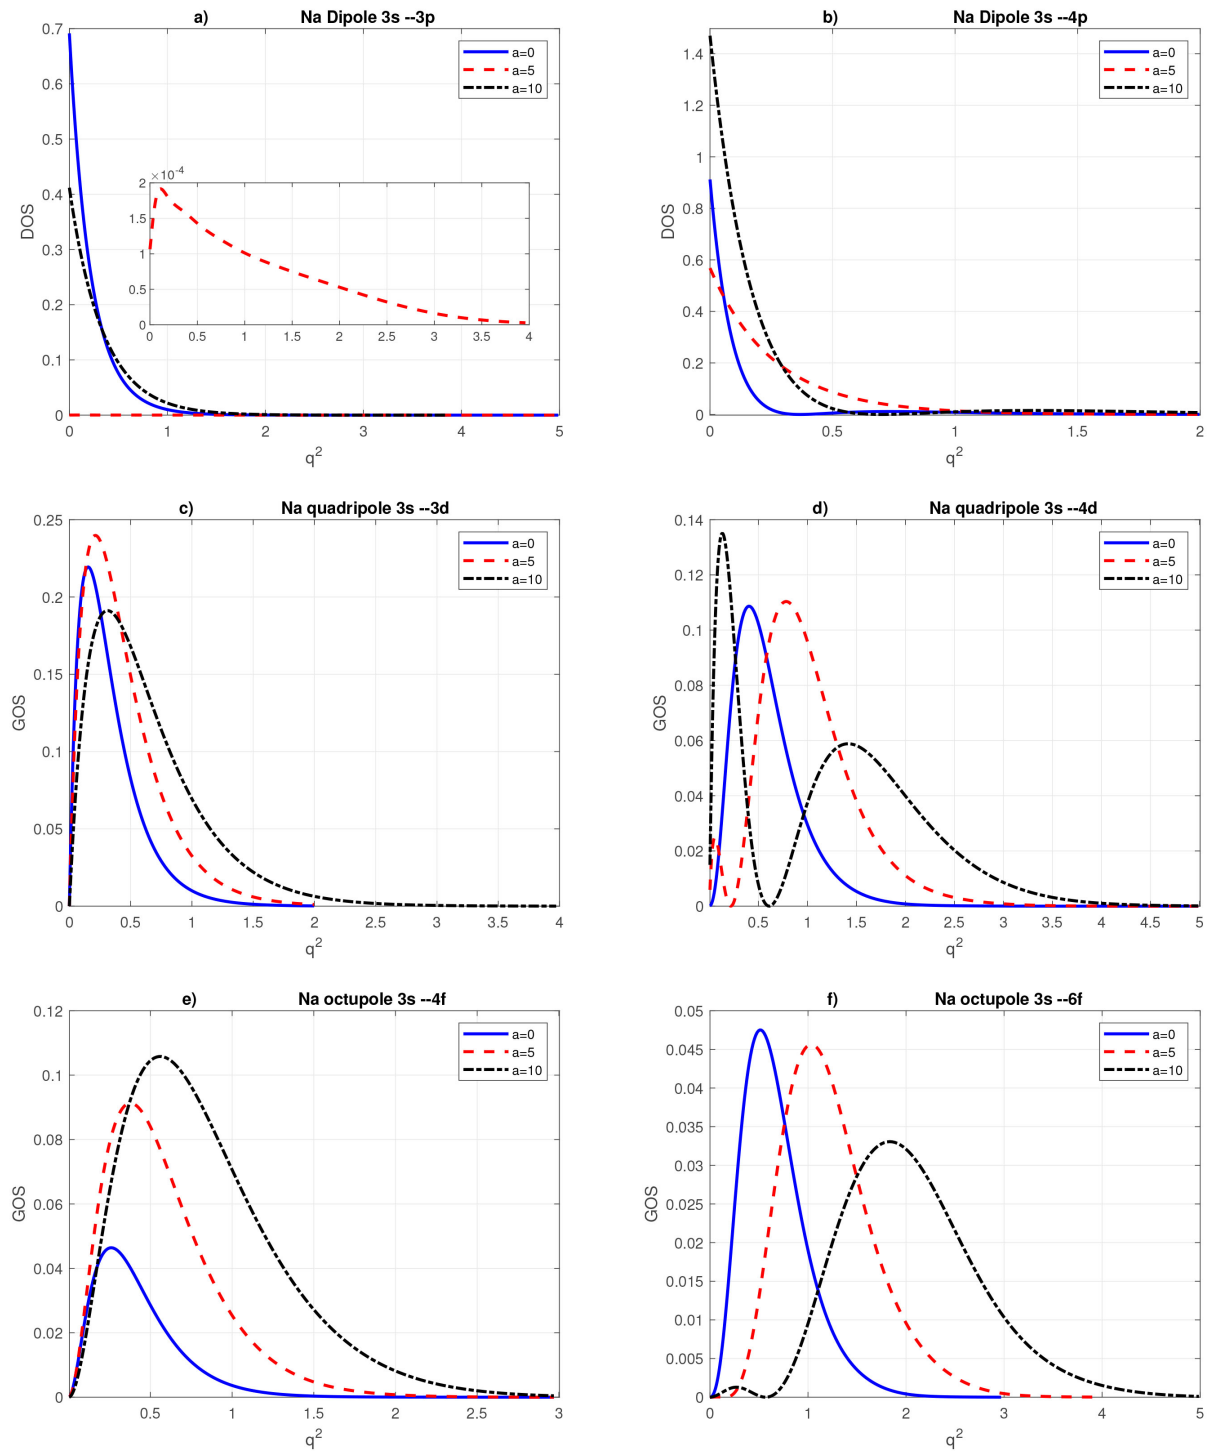 a) Na Dipole 3s --3p
0.7
0.6
0.5
0.4
0.3
0.2
0.1
0
DOS
a=0
a=5
a=10
×10⁻⁴
2
1.5
1
0.5
0
0 0.5 1 1.5 2 2.5 3 3.5 4
0 1 2 3 4 5
q²
b) Na Dipole 3s --4p
1.4
1.2
1
0.8
0.6
0.4
0.2
0
DOS
a=0
a=5
a=10
0 0.5 1 1.5 2
q²
c) Na quadripole 3s --3d
0.25
0.2
0.15
0.1
0.05
0
GOS
a=0
a=5
a=10
0 0.5 1 1.5 2 2.5 3 3.5 4
q²
d) Na quadripole 3s --4d
0.14
0.12
0.1
0.08
0.06
0.04
0.02
0
GOS
a=0
a=5
a=10
0.5 1 1.5 2 2.5 3 3.5 4 4.5 5
q²
e) Na octupole 3s --4f
0.12
0.1
0.08
0.06
0.04
0.02
0
GOS
a=0
a=5
a=10
0.5 1 1.5 2 2.5 3
q²
f) Na octupole 3s --6f
0.05
0.045
0.04
0.035
0.03
0.025
0.02
0.015
0.01
0.005
0
GOS
a=0
a=5
a=10
0 1 2 3 4 5
q²